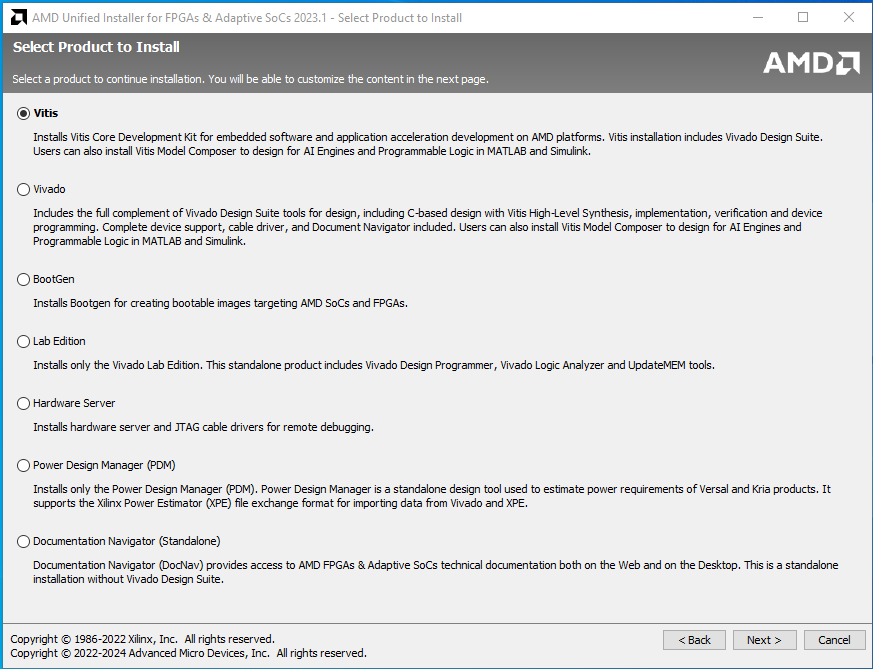 AMD Unified Installer for FPGAs & Adaptive SoCs 2023.1 - Select Product to Install
Select Product to Install
Select a product to continue installation. You will be able to customize the content in the next page.
AMD
Vitis
Installs Vitis Core Development Kit for embedded software and application acceleration development on AMD platforms. Vitis installation includes Vivado Design Suite.
Users can also install Vitis Model Composer to design for AI Engines and Programmable Logic in MATLAB and Simulink.
Vivado
Includes the full complement of Vivado Design Suite tools for design, including C-based design with Vitis High-Level Synthesis, implementation, verification and device
programming. Complete device support, cable driver, and Document Navigator included. Users can also install Vitis Model Composer to design for AI Engines and
Programmable Logic in MATLAB and Simulink.
BootGen
Installs Bootgen for creating bootable images targeting AMD SoCs and FPGAs.
Lab Edition
Installs only the Vivado Lab Edition. This standalone product includes Vivado Design Programmer, Vivado Logic Analyzer and UpdateMEM tools.
Hardware Server
Installs hardware server and JTAG cable drivers for remote debugging.
Power Design Manager (PDM)
Installs only the Power Design Manager (PDM). Power Design Manager is a standalone design tool used to estimate power requirements of Versal and Kria products. It
supports the Xilinx Power Estimator (XPE) file exchange format for importing data from Vivado and XPE.
Documentation Navigator (Standalone)
Documentation Navigator (DocNav) provides access to AMD FPGAs & Adaptive SoCs technical documentation both on the Web and on the Desktop. This is a standalone
installation without Vivado Design Suite.
Copyright © 1986-2022 Xilinx, Inc. All rights reserved.
Copyright © 2022-2024 Advanced Micro Devices, Inc. All rights reserved.
< Back
Next >
Cancel